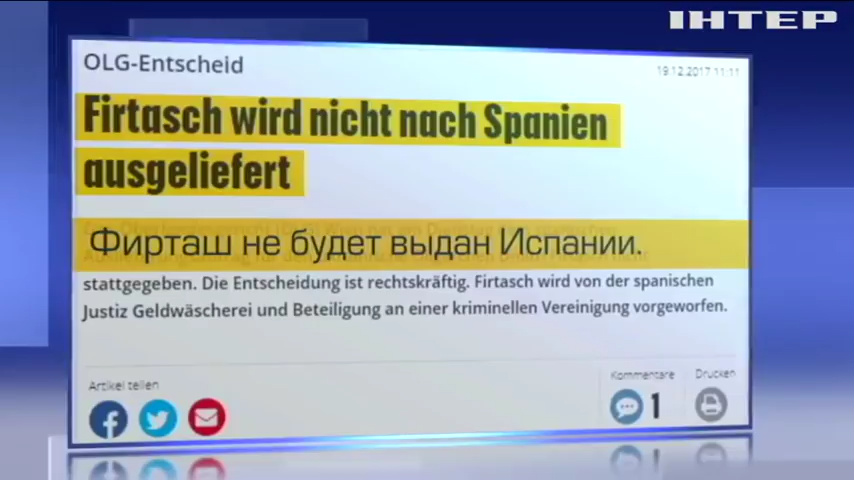 ІНТЕР
OLG-Entscheid
19.12.2017 11:11
Firtasch wird nicht nach Spanien
ausgeliefert
Фирташ не будет выдан Испании.
stattgegeben. Die Entscheidung ist rechtskräftig. Firtasch wird von der spanischen
Justiz Geldwäscherei und Beteiligung an einer kriminellen Vereinigung vorgeworfen.
Artikel teilen
Kommentare
Drucken
1